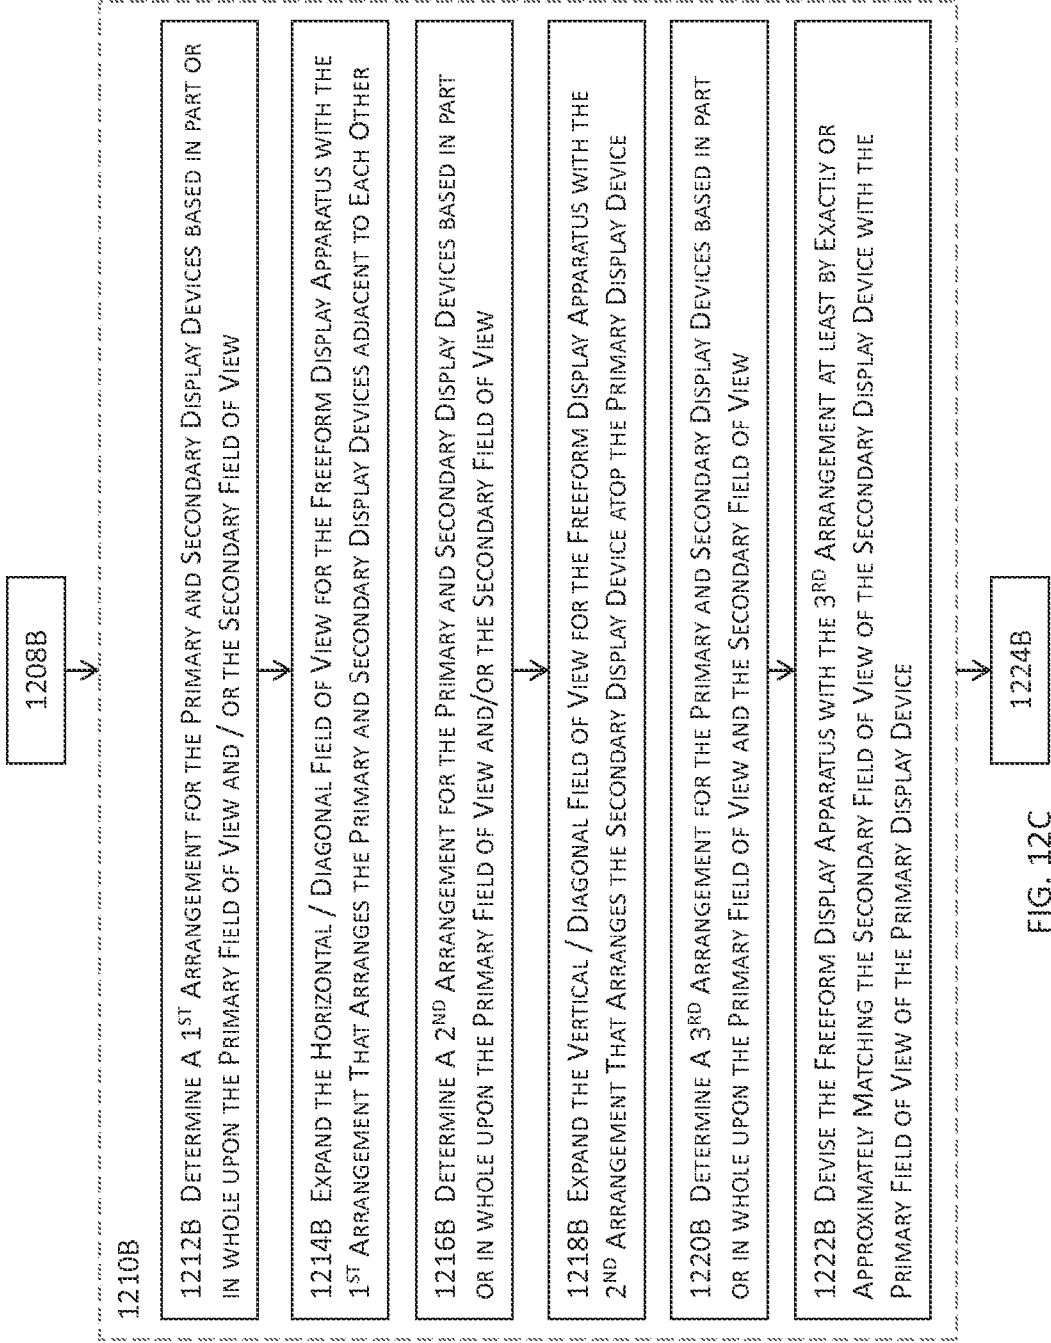 1208B
1210B
1212B DETERMINE A 1ST ARRANGEMENT FOR THE PRIMARY AND SECONDARY DISPLAY DEVICES BASED IN PART OR
IN WHOLE UPON THE PRIMARY FIELD OF VIEW AND / OR THE SECONDARY FIELD OF VIEW
1214B EXPAND THE HORIZONTAL / DIAGONAL FIELD OF VIEW FOR THE FREEFORM DISPLAY APPARATUS WITH THE
1ST ARRANGEMENT THAT ARRANGES THE PRIMARY AND SECONDARY DISPLAY DEVICES ADJACENT TO EACH OTHER
1216B DETERMINE A 2ND ARRANGEMENT FOR THE PRIMARY AND SECONDARY DISPLAY DEVICES BASED IN PART
OR IN WHOLE UPON THE PRIMARY FIELD OF VIEW AND/OR THE SECONDARY FIELD OF VIEW
1218B EXPAND THE VERTICAL / DIAGONAL FIELD OF VIEW FOR THE FREEFORM DISPLAY APPARATUS WITH THE
2ND ARRANGEMENT THAT ARRANGES THE SECONDARY DISPLAY DEVICE ATOP THE PRIMARY DISPLAY DEVICE
1220B DETERMINE A 3RD ARRANGEMENT FOR THE PRIMARY AND SECONDARY DISPLAY DEVICES BASED IN PART
OR IN WHOLE UPON THE PRIMARY FIELD OF VIEW AND THE SECONDARY FIELD OF VIEW
1222B DEVISE THE FREEFORM DISPLAY APPARATUS WITH THE 3RD ARRANGEMENT AT LEAST BY EXACTLY OR
APPROXIMATELY MATCHING THE SECONDARY FIELD OF VIEW OF THE SECONDARY DISPLAY DEVICE WITH THE
PRIMARY FIELD OF VIEW OF THE PRIMARY DISPLAY DEVICE
1224B
FIG. 12C